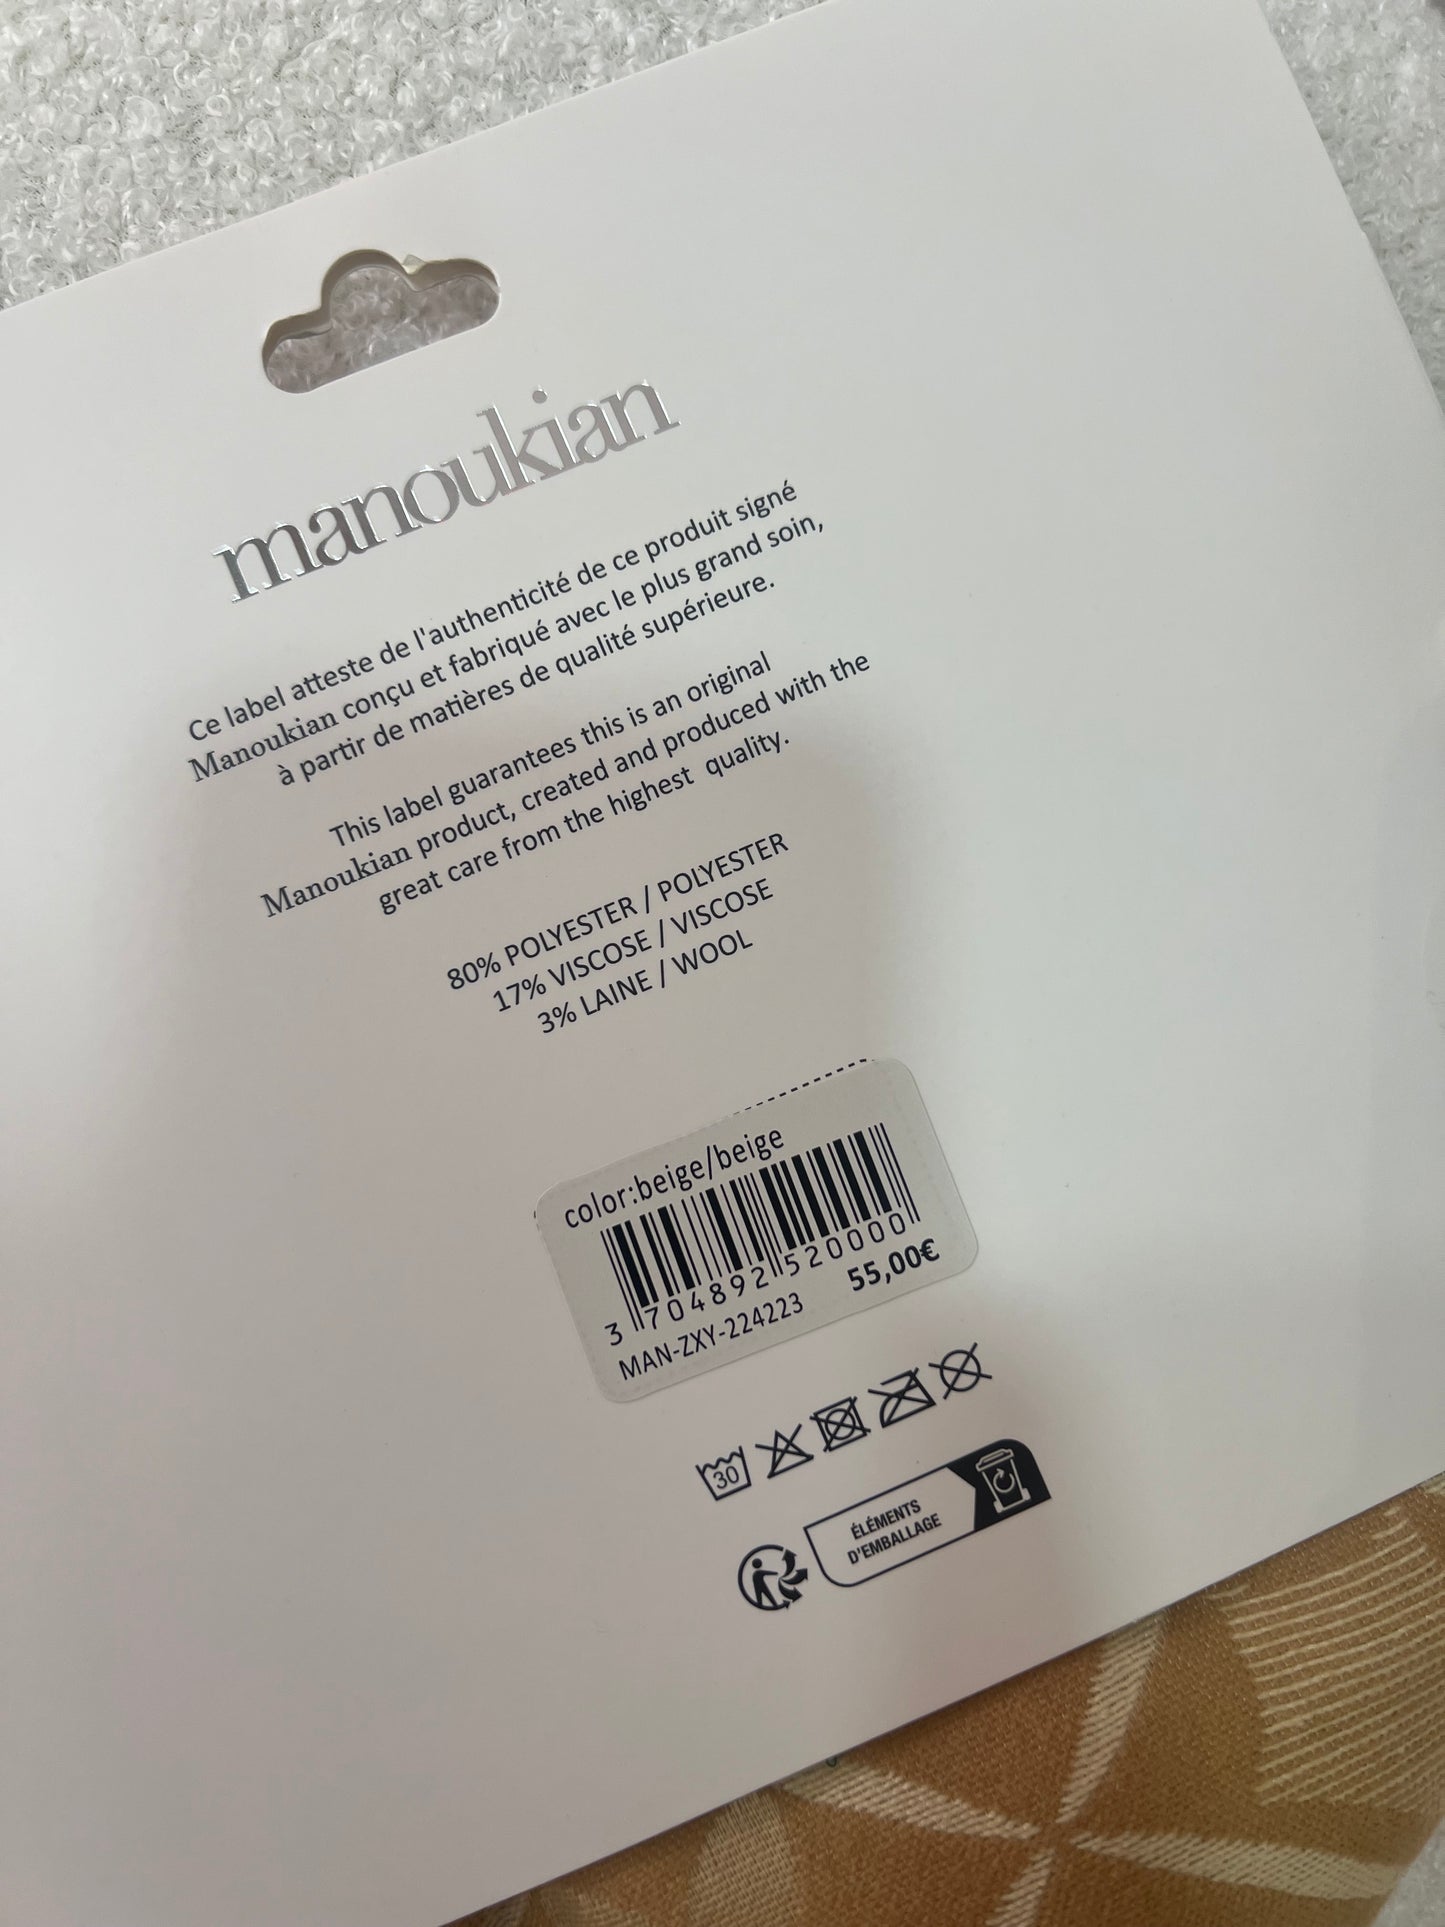 manoukian
Ce label atteste de l'authenticité de ce produit signé
Manoukian conçu et fabriqué avec le plus grand soin,
à partir de matières de qualité supérieure.
This label guarantees this is an original
Manoukian product, created and produced with the
great care from the highest quality.
80% POLYESTER / POLYESTER
17% VISCOSE / VISCOSE
3% LAINE / WOOL
color:beige/beige
3 704892 520000
MAN-ZXY-224223 55,00€
30
ÉLÉMENTS
D'EMBALLAGE